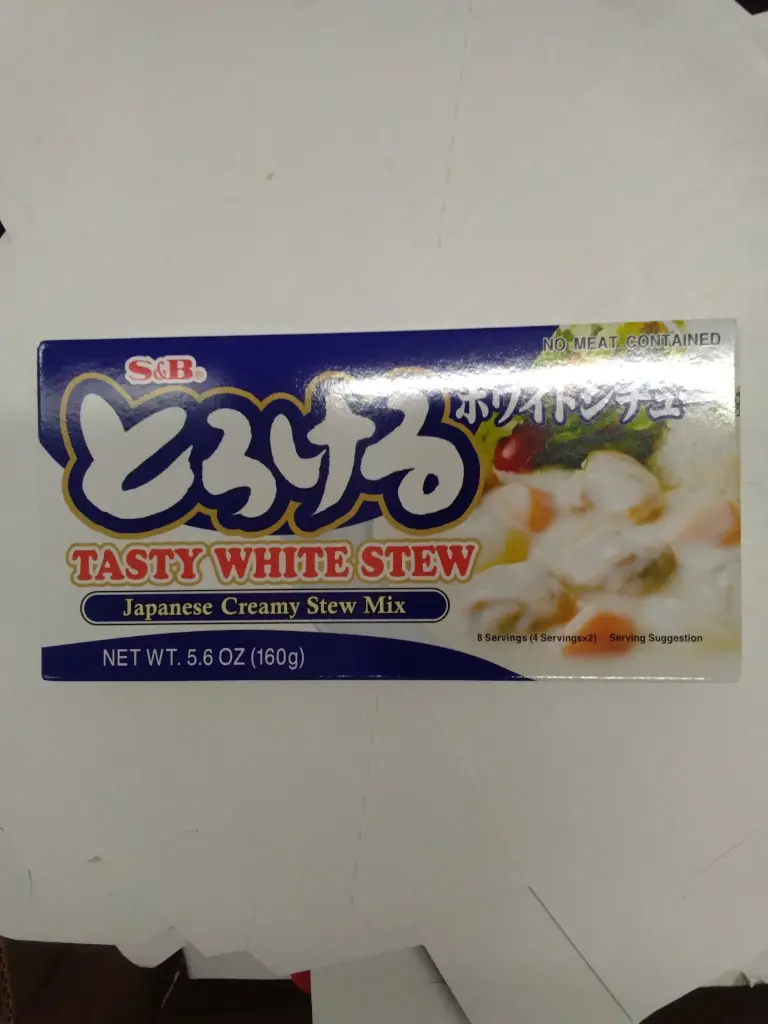 NO MEAT CONTAINED
S&B®
とろける
ホワイトシチュー
TASTY WHITE STEW
Japanese Creamy Stew Mix
8 Servings (4 Servings×2) Serving Suggestion
NET WT. 5.6 OZ (160g)